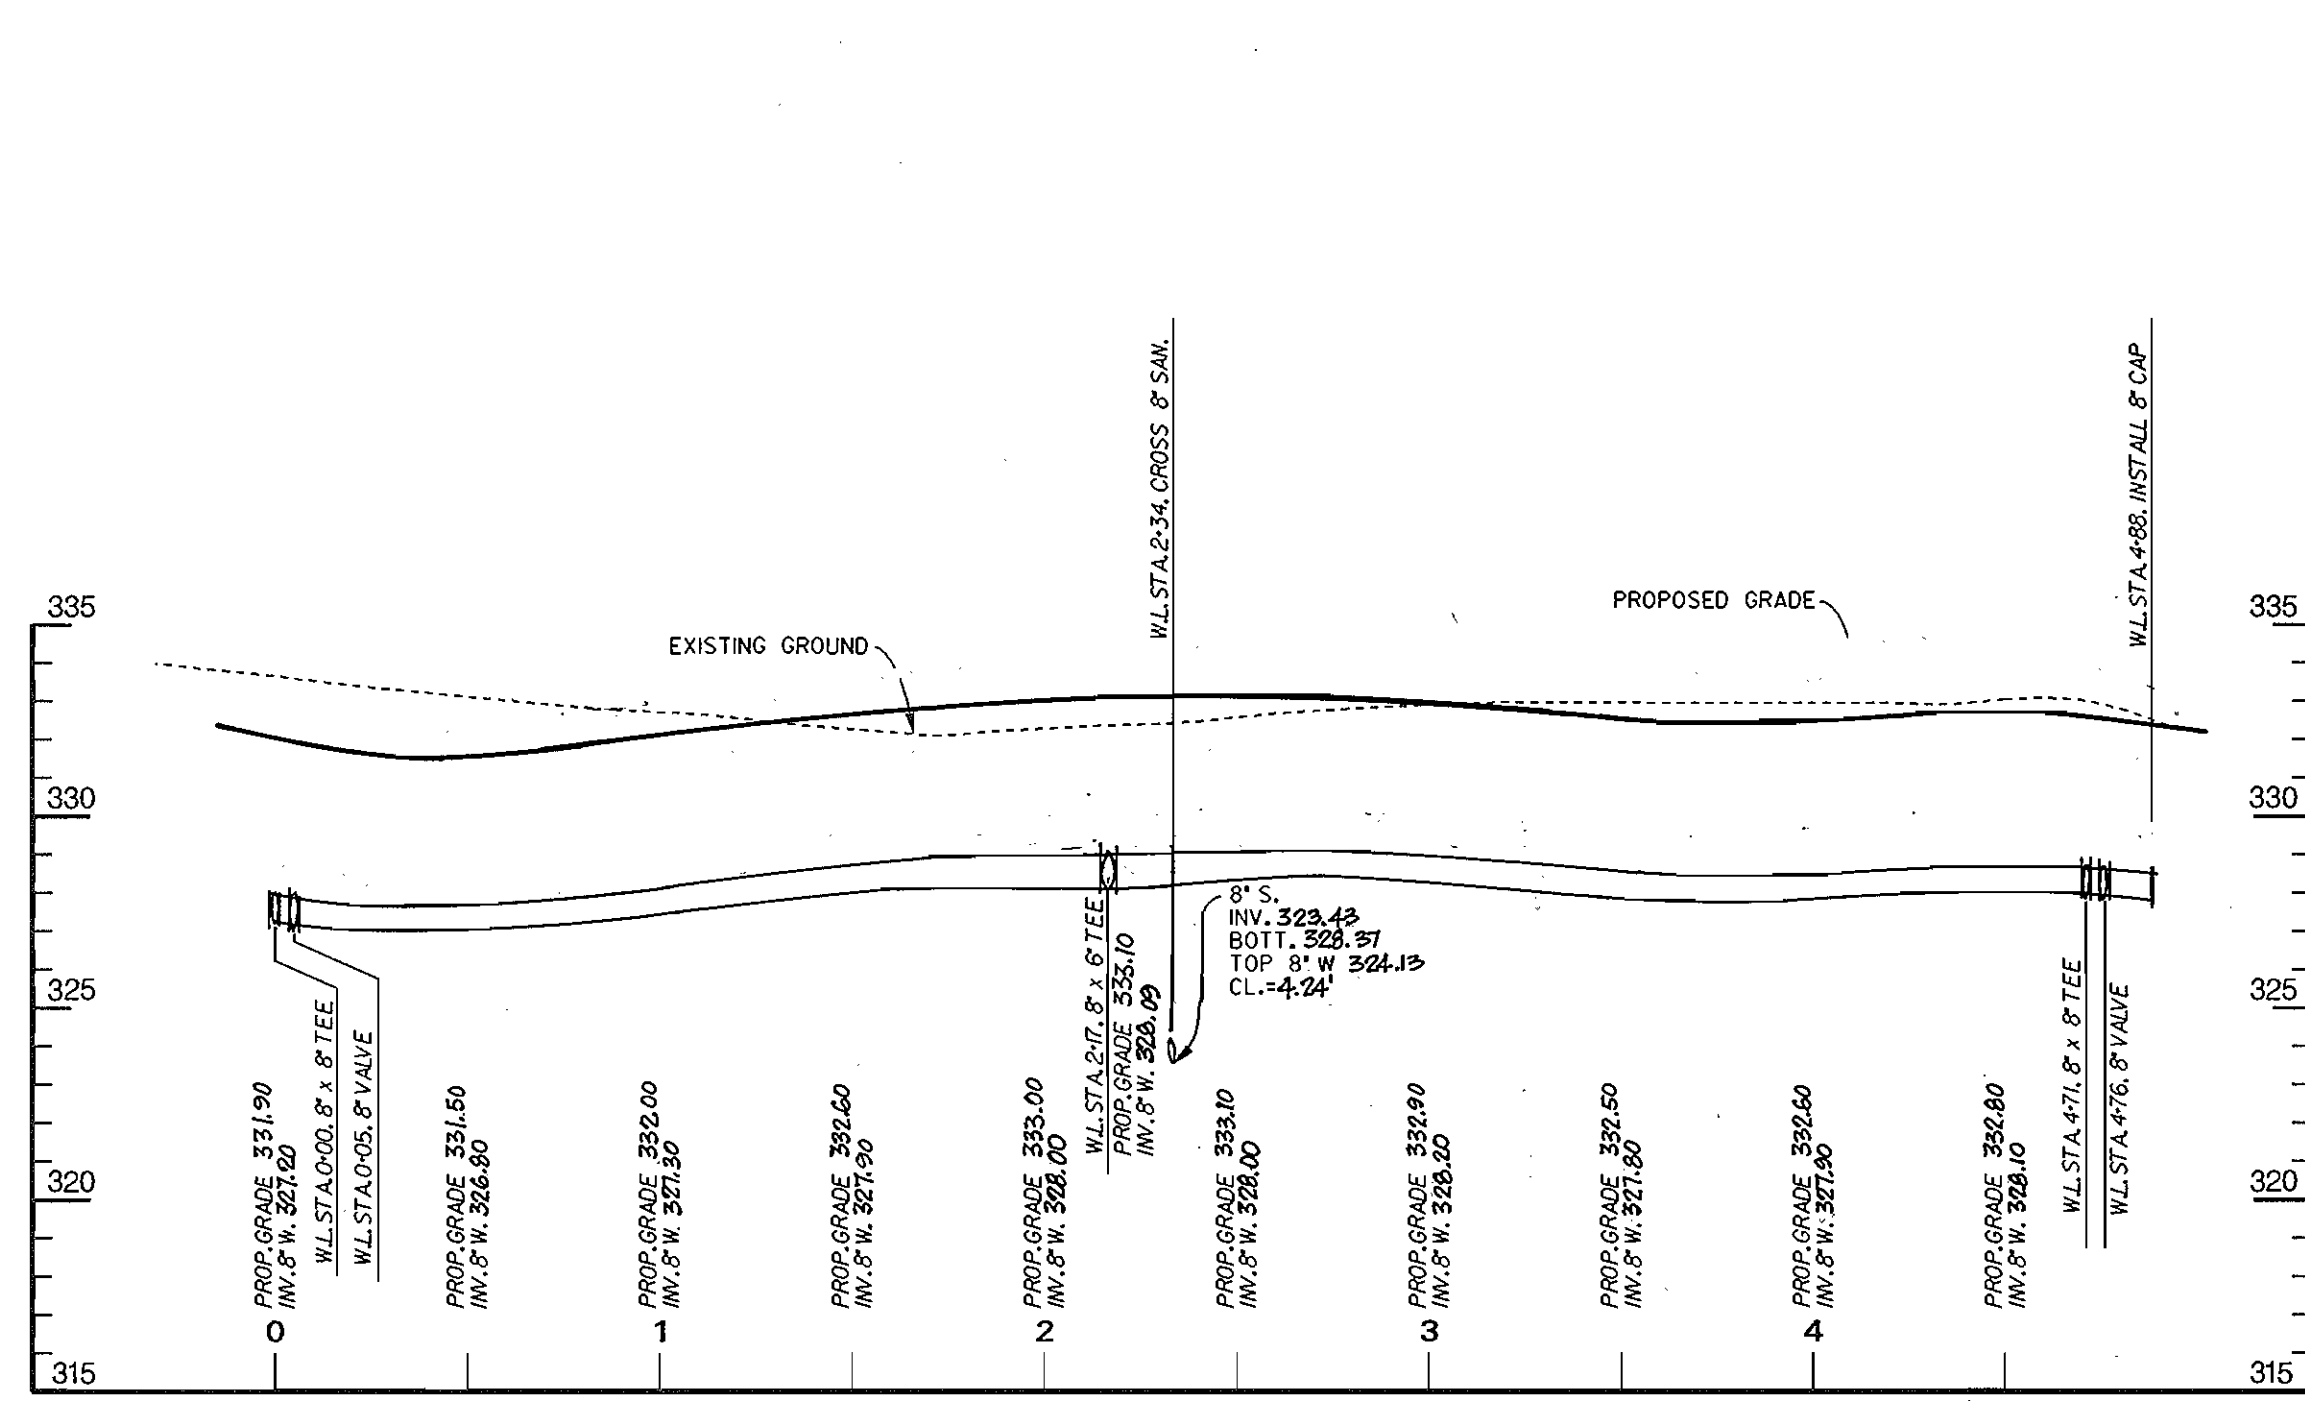 W.L. STA. 2+34. CROSS 8" SAN.
W.L. STA. 4+88. INSTALL 8" CAP
335
335
PROPOSED GRADE
EXISTING GROUND
330
330
8" S.
INV. 323.43
BOTT. 328.37
TOP 8" W 324.13
CL.=4.24'
325
325
W.L. STA. 0+00. 8" x 8" TEE
W.L. STA. 0+05. 8" VALVE
W.L. STA. 2+17. 8" x 6" TEE
PROP. GRADE 333.10
INV. 8" W. 328.09
W.L. STA. 4+71. 8" x 8" TEE
W.L. STA. 4+76. 8" VALVE
320
320
PROP. GRADE 331.90
INV. 8" W. 327.20
PROP. GRADE 331.50
INV. 8" W. 326.80
PROP. GRADE 332.00
INV. 8" W. 327.30
PROP. GRADE 332.60
INV. 8" W. 327.90
PROP. GRADE 333.00
INV. 8" W. 328.00
PROP. GRADE 333.10
INV. 8" W. 328.00
PROP. GRADE 332.90
INV. 8" W. 328.20
PROP. GRADE 332.50
INV. 8" W. 327.80
PROP. GRADE 332.60
INV. 8" W. 327.90
PROP. GRADE 332.80
INV. 8" W. 328.10
0 1 2 3 4
315
315